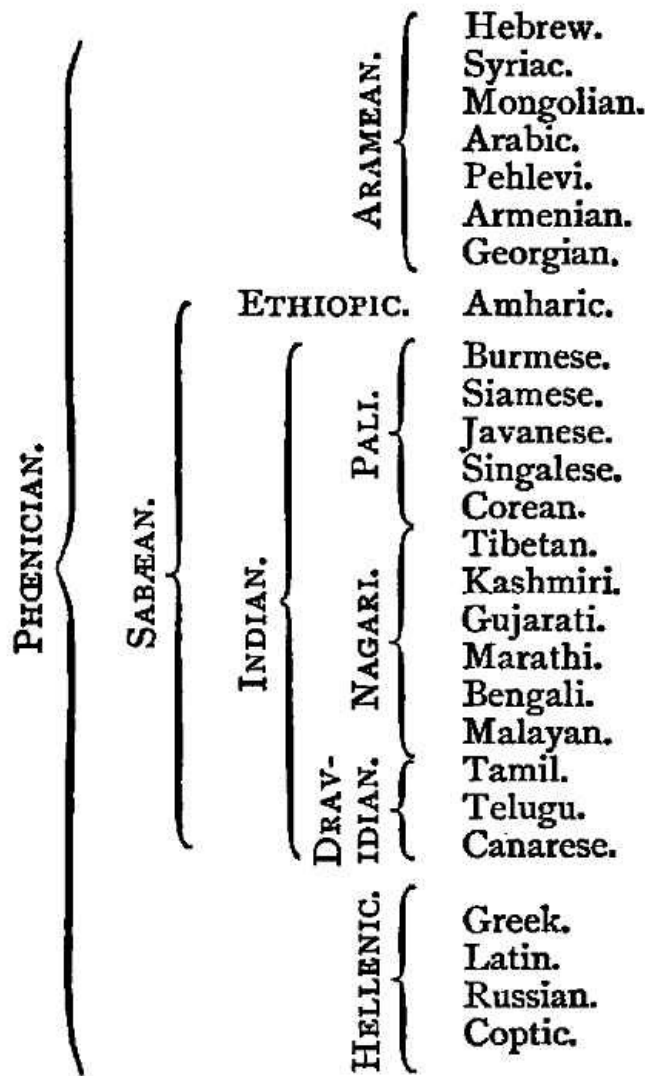 PHŒNICIAN.
ARAMEAN.
Hebrew.
Syriac.
Mongolian.
Arabic.
Pehlevi.
Armenian.
Georgian.
SABÆAN.
ETHIOPIC. Amharic.
INDIAN.
PALI.
Burmese.
Siamese.
Javanese.
Singalese.
Corean.
NAGARI.
Tibetan.
Kashmiri.
Gujarati.
Marathi.
Bengali.
Malayan.
DRAV-
IDIAN.
Tamil.
Telugu.
Canarese.
HELLENIC.
Greek.
Latin.
Russian.
Coptic.